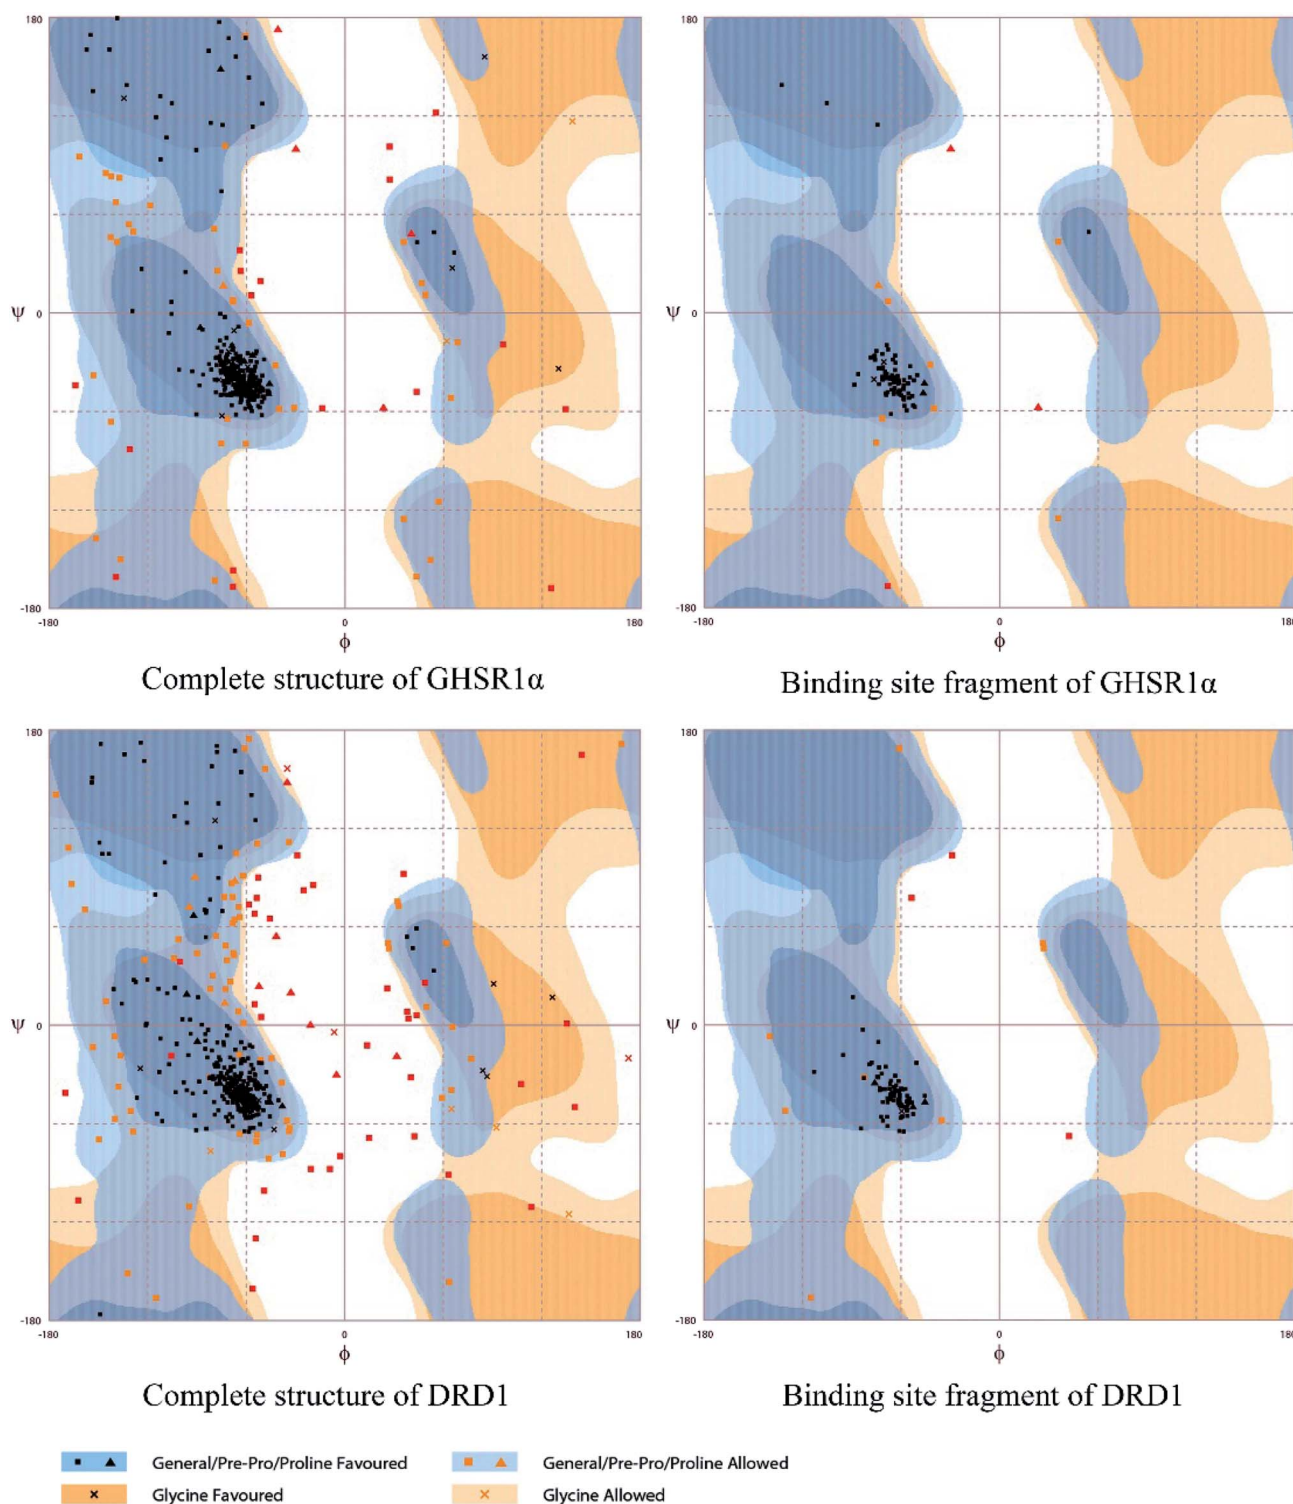 180 180
Ψ 0 Ψ 0
-180 -180
-180 0 180 -180 0 180
ϕ ϕ
Complete structure of GHSR1α Binding site fragment of GHSR1α
180 180
Ψ 0 Ψ 0
-180 -180
-180 0 180 -180 0 180
ϕ ϕ
Complete structure of DRD1 Binding site fragment of DRD1
General/Pre-Pro/Proline Favoured General/Pre-Pro/Proline Allowed
Glycine Favoured Glycine Allowed